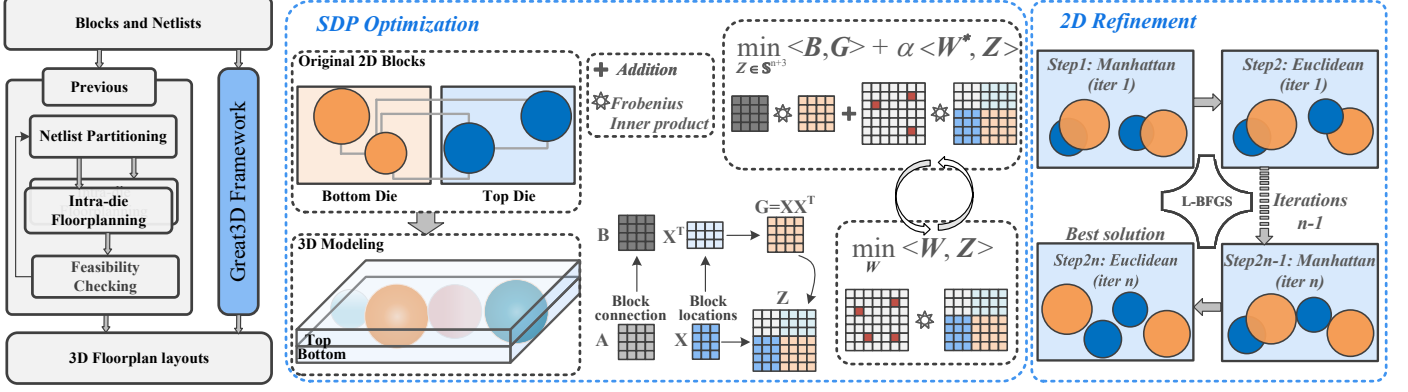 Blocks and Netlists
Previous
Netlist Partitioning
Intra-die
Floorplanning
Feasibility
Checking
Great3D Framework
3D Floorplan layouts
SDP Optimization
Original 2D Blocks
Bottom Die
Top Die
3D Modeling
Top
Bottom
Addition
Frobenius
Inner product
min <B,G> + α <W*, Z>
Z ∈ 𝕊ⁿ⁺³
G=XXᵀ
B
Xᵀ
Block
connection
Block
locations
Z
A
X
min <W, Z>
W
2D Refinement
Step1: Manhattan
(iter 1)
Step2: Euclidean
(iter 1)
L-BFGS
Iterations
n-1
Best solution
Step2n: Euclidean
(iter n)
Step2n-1: Manhattan
(iter n)